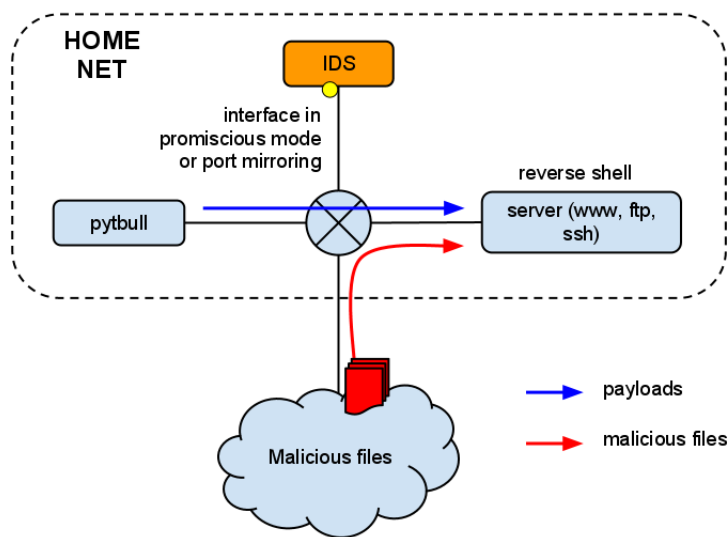 HOME
NET
IDS
interface in
promiscious mode
or port mirroring
reverse shell
pytbull
server (www, ftp,
ssh)
Malicious files
payloads
malicious files